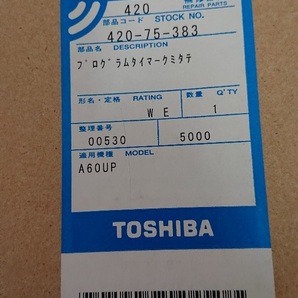 420
REPAIR PARTS
部品コード STOCK NO.
420-75-383
部品名 DESCRIPTION
プログラムタイマークミタテ
形名・定格 RATING 数量 Q'TY
W E 1
整理番号
00530 5000
適用機種 MODEL
A60UP
TOSHIBA